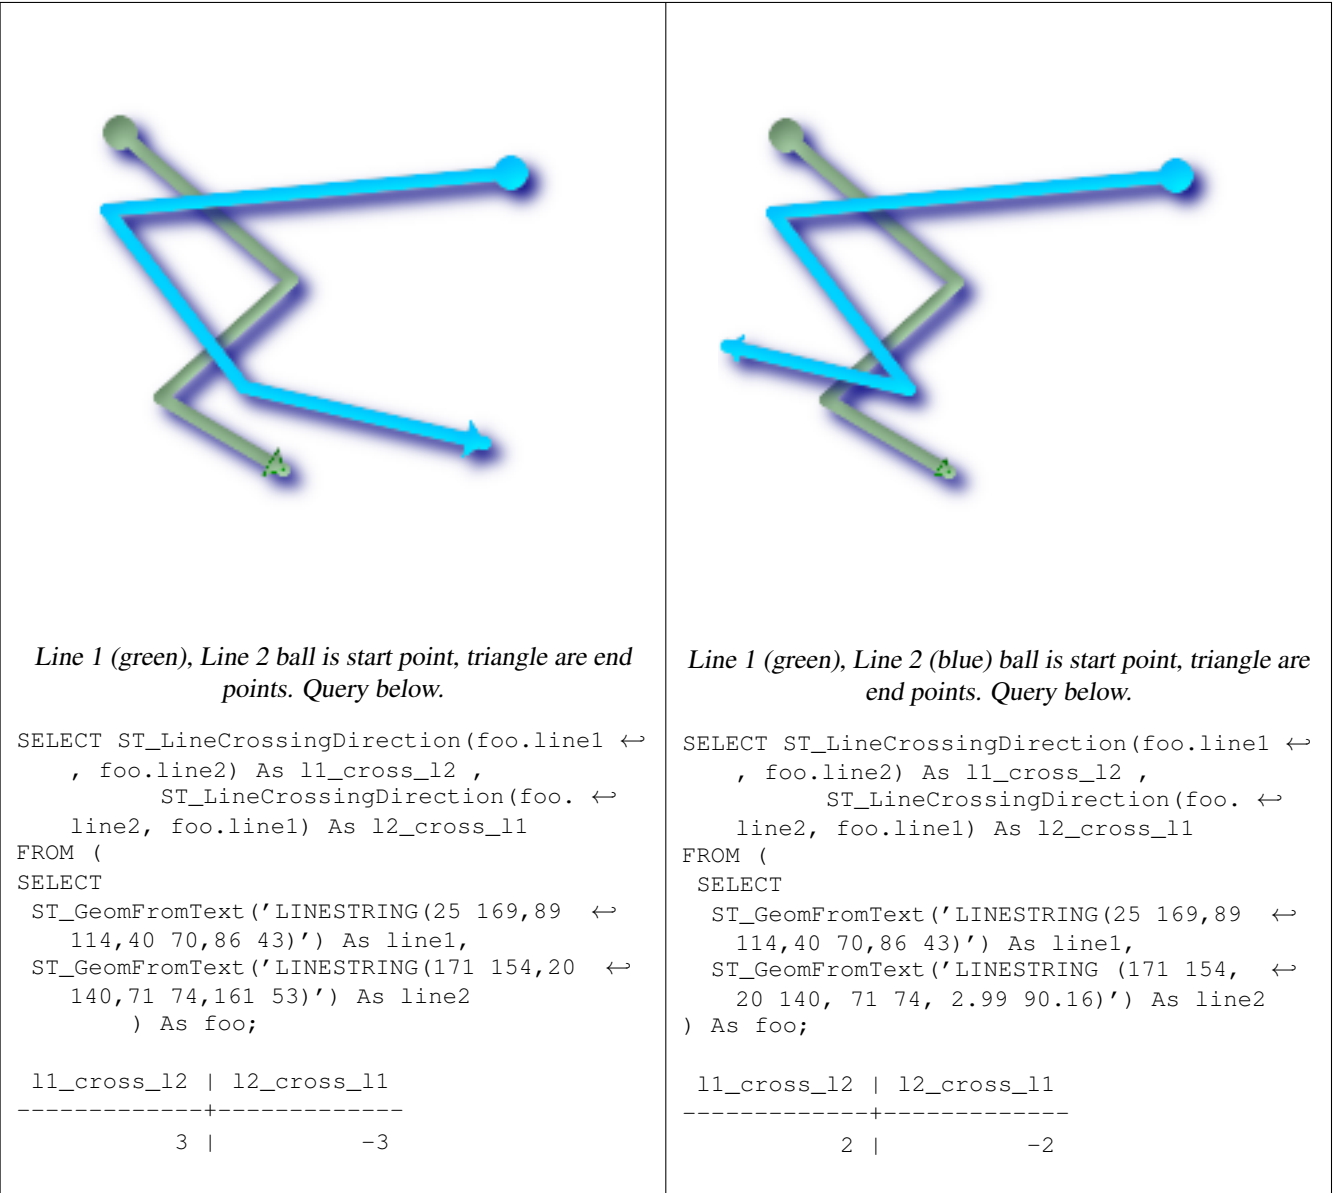 Line 1 (green), Line 2 ball is start point, triangle are end
points. Query below.
SELECT ST_LineCrossingDirection(foo.line1 ↩
, foo.line2) As l1_cross_l2 ,
ST_LineCrossingDirection(foo. ↩
line2, foo.line1) As l2_cross_l1
FROM (
SELECT
ST_GeomFromText('LINESTRING(25 169,89 ↩
114,40 70,86 43)') As line1,
ST_GeomFromText('LINESTRING(171 154,20 ↩
140,71 74,161 53)') As line2
) As foo;
l1_cross_l2 | l2_cross_l1
-------------+-------------
3 | -3
Line 1 (green), Line 2 (blue) ball is start point, triangle are
end points. Query below.
SELECT ST_LineCrossingDirection(foo.line1 ↩
, foo.line2) As l1_cross_l2 ,
ST_LineCrossingDirection(foo. ↩
line2, foo.line1) As l2_cross_l1
FROM (
SELECT
ST_GeomFromText('LINESTRING(25 169,89 ↩
114,40 70,86 43)') As line1,
ST_GeomFromText('LINESTRING (171 154, ↩
20 140, 71 74, 2.99 90.16)') As line2
) As foo;
l1_cross_l2 | l2_cross_l1
-------------+-------------
2 | -2